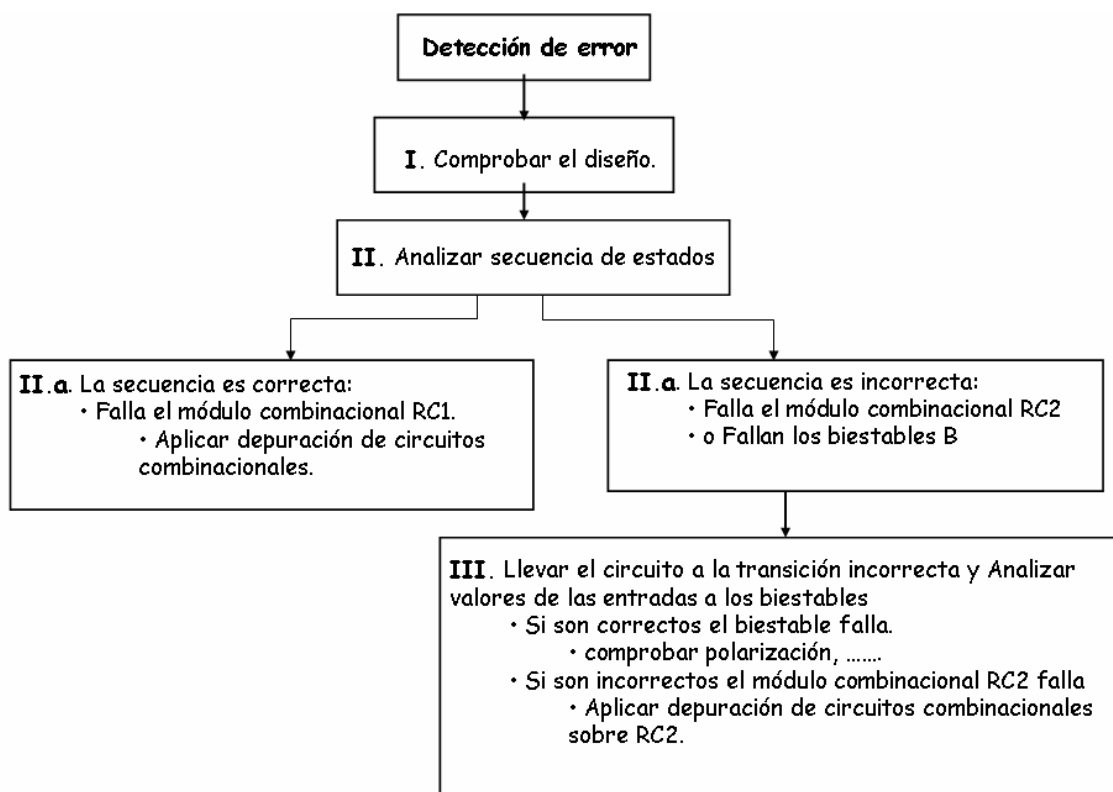 Detección de error
I. Comprobar el diseño.
II. Analizar secuencia de estados
II.a. La secuencia es correcta:
• Falla el módulo combinacional RC1.
• Aplicar depuración de circuitos
combinacionales.
II.a. La secuencia es incorrecta:
• Falla el módulo combinacional RC2
• o Fallan los biestables B
III. Llevar el circuito a la transición incorrecta y Analizar
valores de las entradas a los biestables
• Si son correctos el biestable falla.
• comprobar polarización, .......
• Si son incorrectos el módulo combinacional RC2 falla
• Aplicar depuración de circuitos combinacionales
sobre RC2.